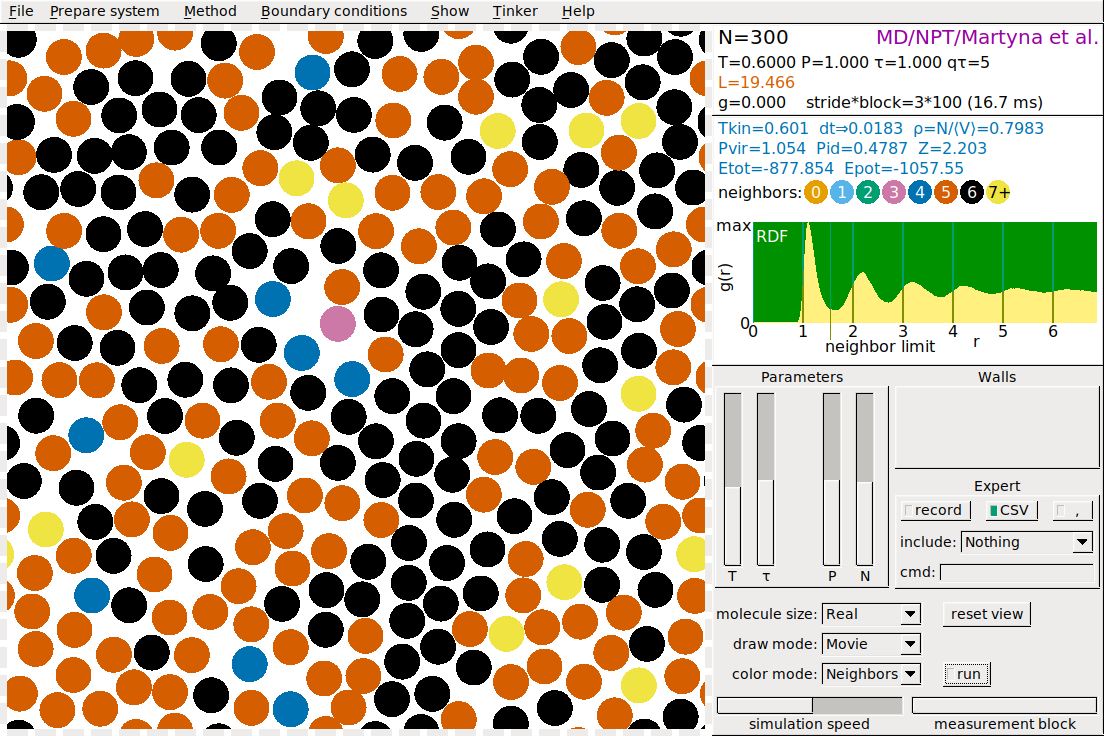 File Prepare system Method Boundary conditions Show Tinker Help
N=300 MD/NPT/Martyna et al.
T=0.6000 P=1.000 τ=1.000 qτ=5
L=19.466
g=0.000 stride*block=3*100 (16.7 ms)
Tkin=0.601 dt⇒0.0183 ρ=N/⟨V⟩=0.7983
Pvir=1.054 Pid=0.4787 Z=2.203
Etot=-877.854 Epot=-1057.55
neighbors: 0 1 2 3 4 5 6 7+
max
RDF
g(r)
0
0 1 2 3 4 5 6
neighbor limit r
Parameters
T τ P N
Walls
Expert
record CSV ,
include: Nothing
cmd:
molecule size: Real reset view
draw mode: Movie
color mode: Neighbors run
simulation speed measurement block